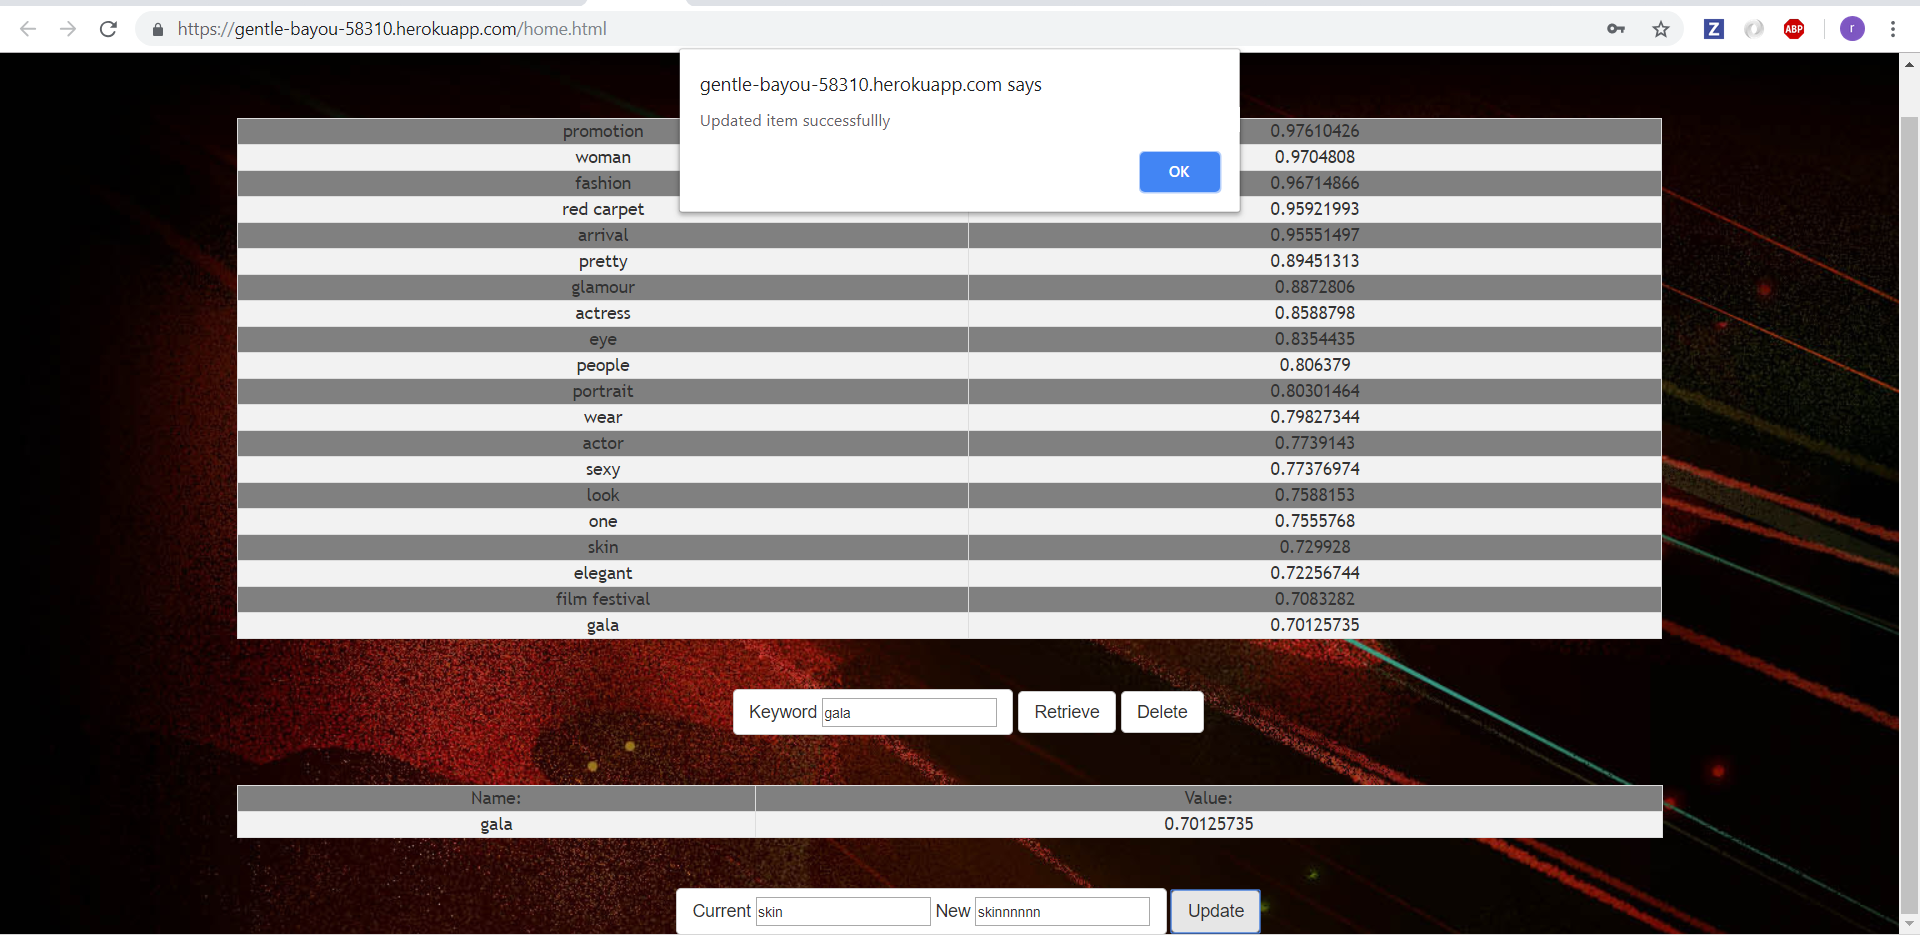 https://gentle-bayou-58310.herokuapp.com/home.html
Z
ABP
r
gentle-bayou-58310.herokuapp.com says
Updated item successfullly
OK
promotion 0.97610426
woman 0.9704808
fashion 0.96714866
red carpet 0.95921993
arrival 0.95551497
pretty 0.89451313
glamour 0.8872806
actress 0.8588798
eye 0.8354435
people 0.806379
portrait 0.80301464
wear 0.79827344
actor 0.7739143
sexy 0.77376974
look 0.7588153
one 0.7555768
skin 0.729928
elegant 0.72256744
film festival 0.7083282
gala 0.70125735
Keyword gala Retrieve Delete
Name: Value:
gala 0.70125735
Current skin New skinnnnnn Update